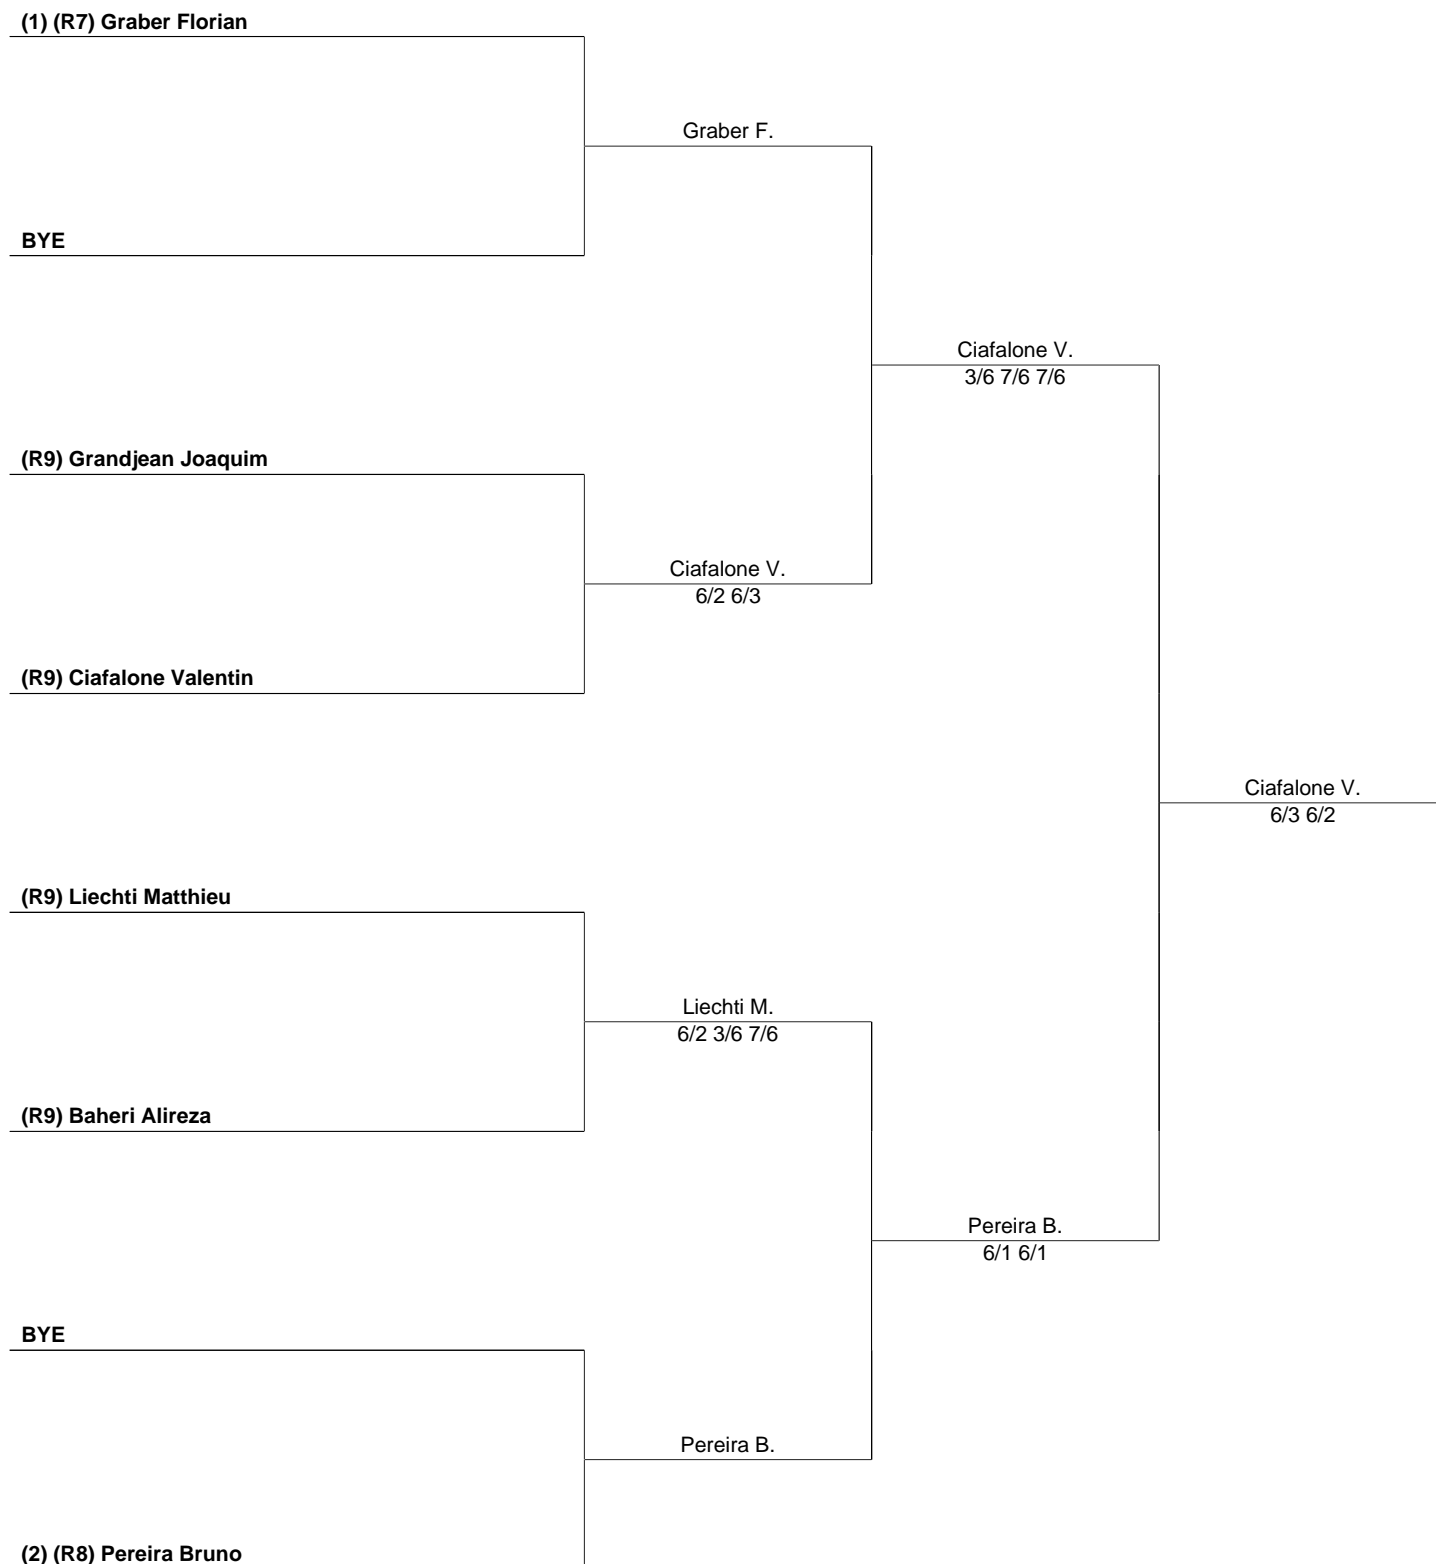 (1) (R7) Graber Florian
Graber F.
BYE
Ciafalone V.
3/6 7/6 7/6
(R9) Grandjean Joaquim
Ciafalone V.
6/2 6/3
(R9) Ciafalone Valentin
Ciafalone V.
6/3 6/2
(R9) Liechti Matthieu
Liechti M.
6/2 3/6 7/6
(R9) Baheri Alireza
Pereira B.
6/1 6/1
BYE
Pereira B.
(2) (R8) Pereira Bruno